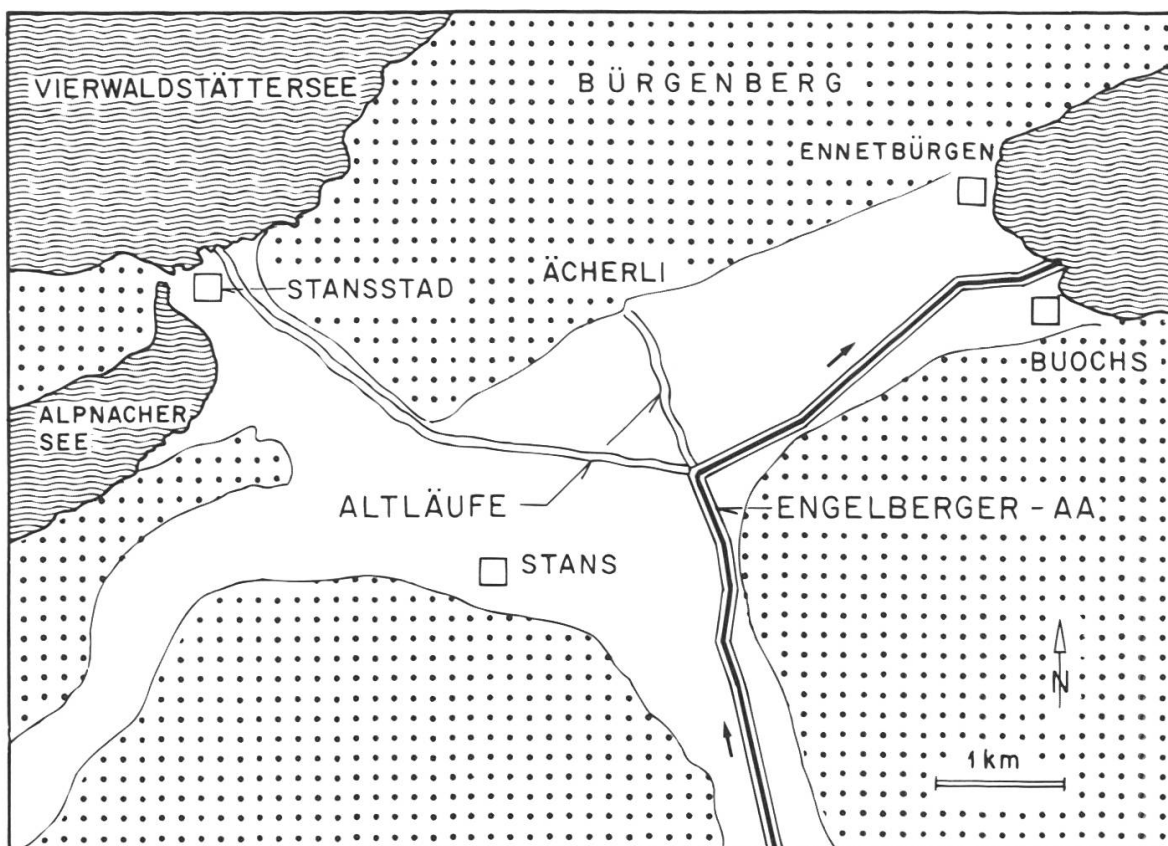 VIERWALDSTÄTTERSEE
BÜRGENBERG
ENNETBÜRGEN
ÄCHERLI
STANSSTAD
BUOCHS
ALPNACHER
SEE
ALTLÄUFE
ENGELBERGER - AA
STANS
N
1 km